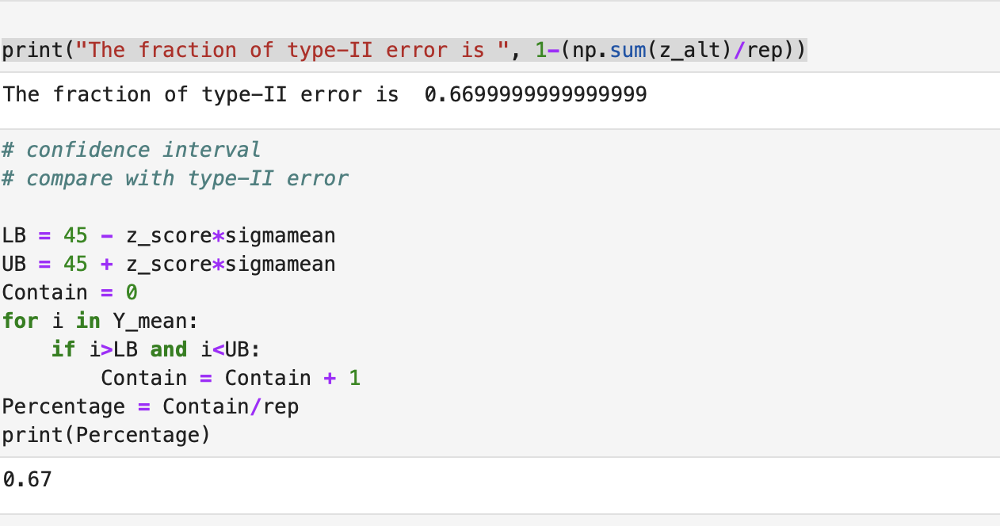 print("The fraction of type-II error is ", 1-(np.sum(z_alt)/rep))
The fraction of type-II error is  0.6699999999999999
# confidence interval
# compare with type-II error
LB = 45 - z_score*sigmamean
UB = 45 + z_score*sigmamean
Contain = 0
for i in Y_mean:
    if i>LB and i<UB:
        Contain = Contain + 1
Percentage = Contain/rep
print(Percentage)
0.67